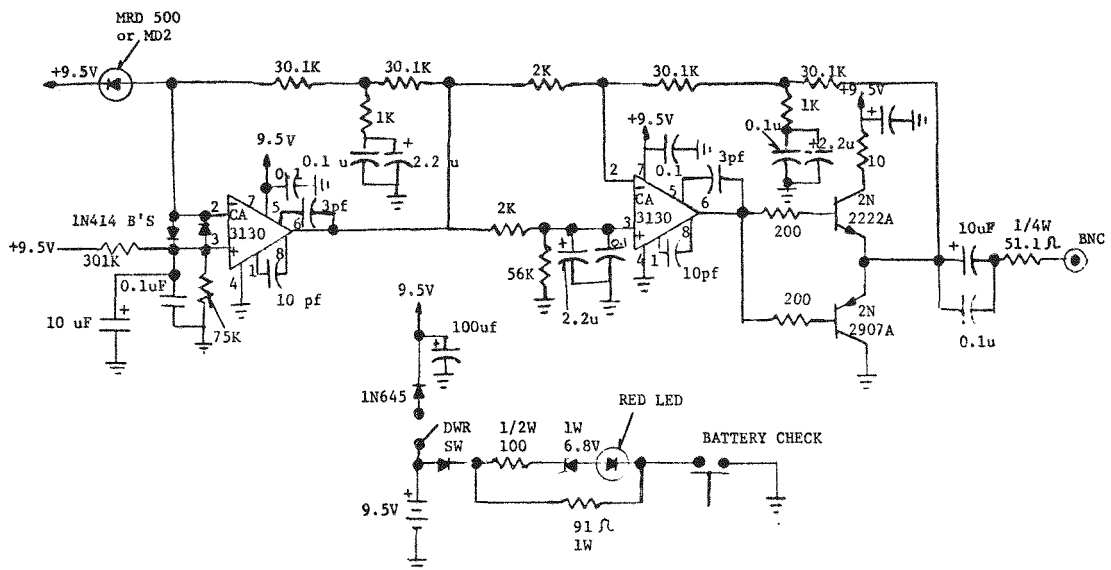 MRD 500
or MD2
+9.5V
30.1K
30.1K
2K
30.1K
30.1K
+9.5V
1K
0.1 u
+
2.2 u
1K
0.1u
+2.2u
+
10
9.5V
0.1
+9.5V
0.1
3pf
3pf
1N414 B'S
2
7
CA
3130
5
6
3
+
1
8
4
10 pf
+9.5V
301K
0.1uF
10 uF
+
75K
2K
56K
+
0.1
2.2u
2
7
CA
3130
5
6
3
+
1
8
4
10pf
200
2N
2222A
200
2N
2907A
+
10uF
1/4W
51.1 Ω
BNC
0.1u
9.5V
100uf
+
1N645
DWR
SW
1/2W
100
1W
6.8V
RED LED
BATTERY CHECK
9.5V
+
91 Ω
1W